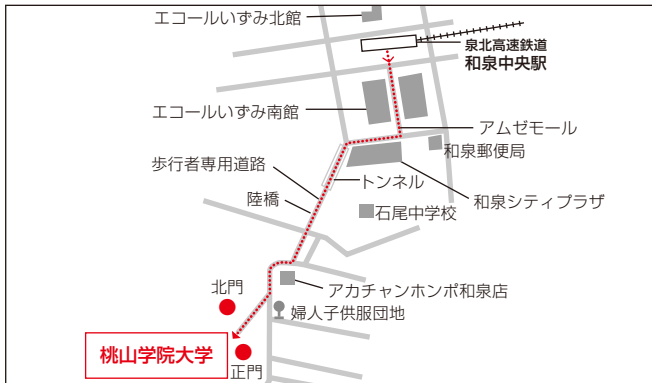 エコールいずみ北館
泉北高速鉄道
和泉中央駅
エコールいずみ南館
アムゼモール
和泉郵便局
歩行者専用道路
トンネル
和泉シティプラザ
陸橋
石尾中学校
アカチャンホンポ和泉店
北門
婦人子供服団地
桃山学院大学
正門